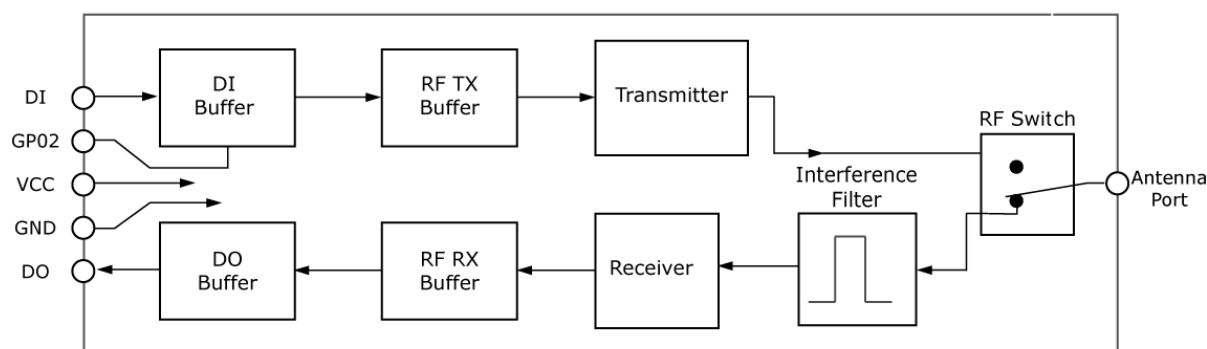 DI
GP02
VCC
GND
DO
DI
Buffer
RF TX
Buffer
Transmitter
RF Switch
Antenna
Port
Interference
Filter
DO
Buffer
RF RX
Buffer
Receiver